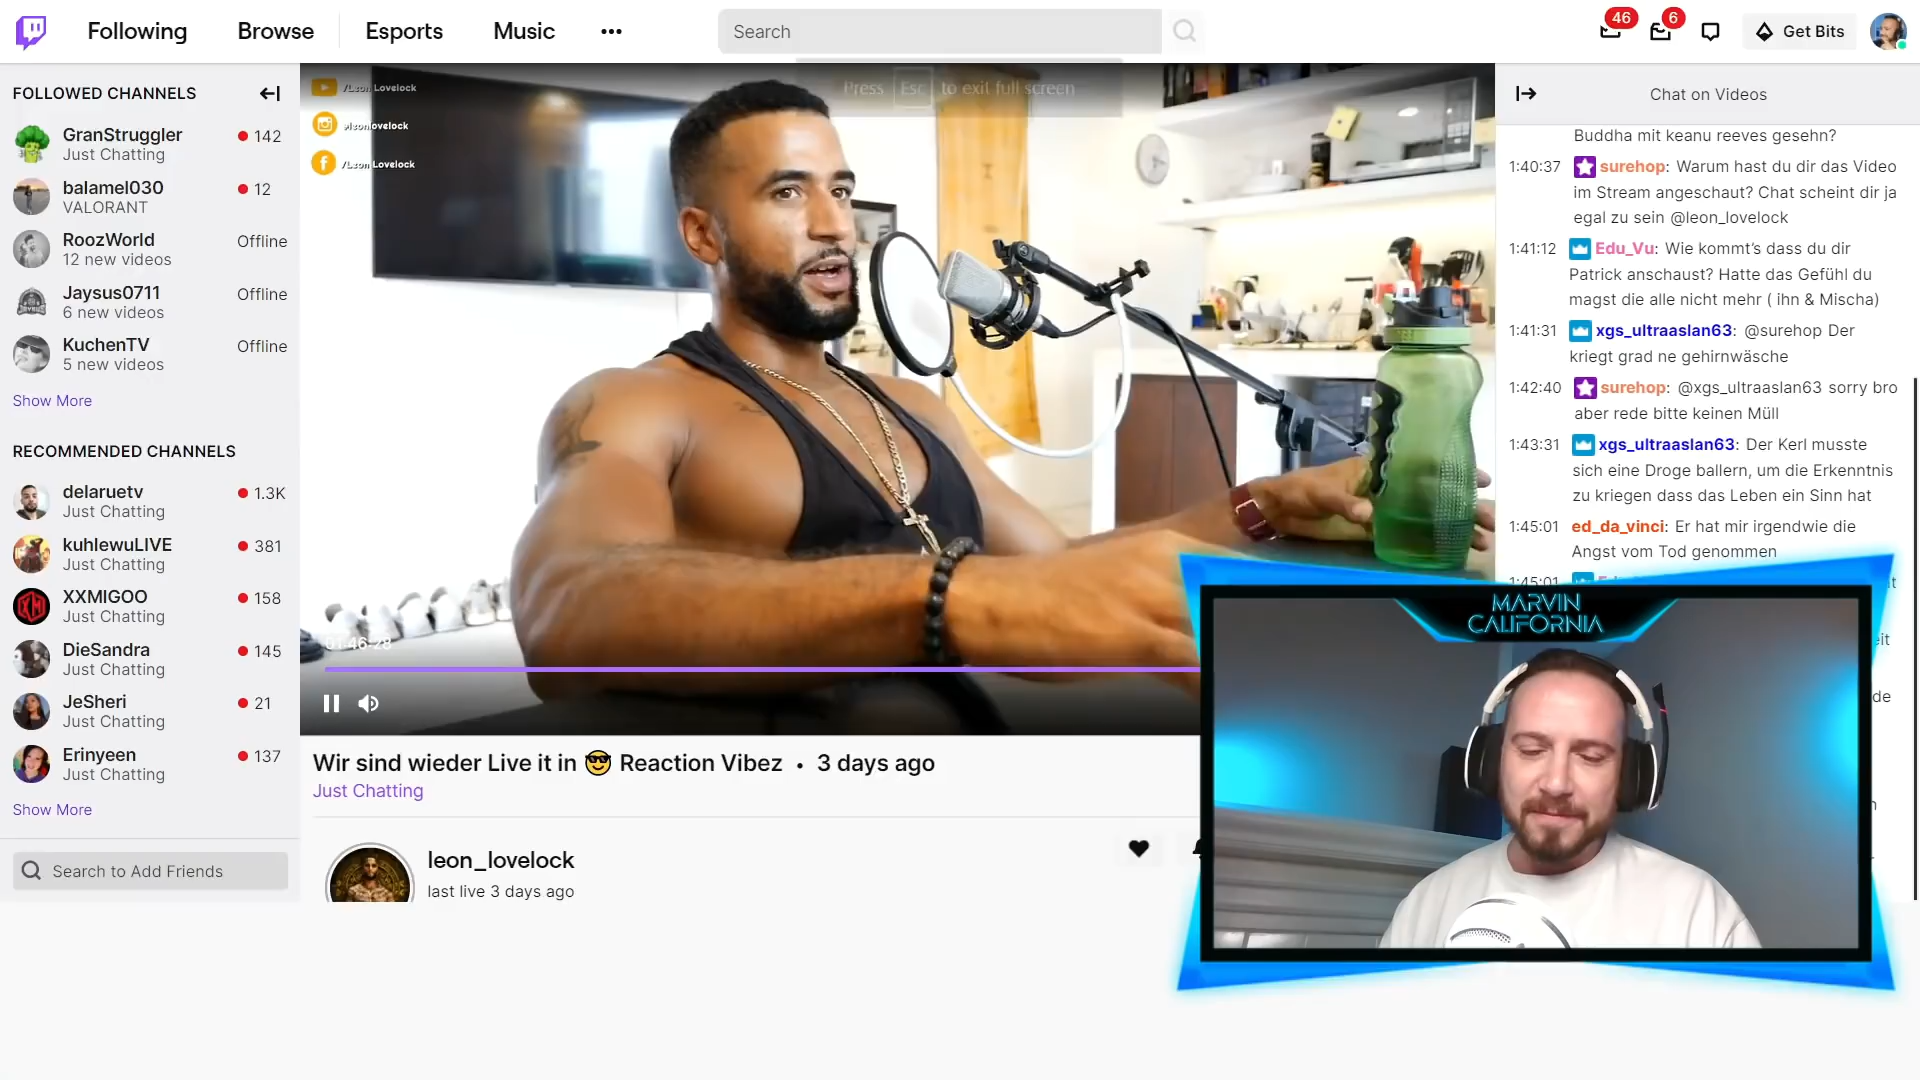 Following
Browse
Esports
Music
Search
46
6
Get Bits
FOLLOWED CHANNELS
GranStruggler
142
Just Chatting
balamel030
12
VALORANT
RoozWorld
Offline
12 new videos
Jaysus0711
Offline
6 new videos
KuchenTV
Offline
5 new videos
Show More
RECOMMENDED CHANNELS
delaruetv
1.3K
Just Chatting
kuhlewuLIVE
381
Just Chatting
XXMIGOO
158
Just Chatting
DieSandra
145
Just Chatting
JeSheri
21
Just Chatting
Erinyeen
137
Just Chatting
Show More
Search to Add Friends
/Leon Lovelock
/Leon Lovelock
Press Esc to exit full screen
01:46:28
Wir sind wieder Live it in 😎 Reaction Vibez • 3 days ago
Just Chatting
leon_lovelock
last live 3 days ago
Chat on Videos
Buddha mit keanu reeves gesehn?
1:40:37 surehop: Warum hast du dir das Video
im Stream angeschaut? Chat scheint dir ja
egal zu sein @leon_lovelock
1:41:12 Edu_Vu: Wie kommt’s dass du dir
Patrick anschaust? Hatte das Gefühl du
magst die alle nicht mehr ( ihn & Mischa)
1:41:31 xgs_ultraaslan63: @surehop Der
kriegt grad ne gehirnwäsche
1:42:40 surehop: @xgs_ultraaslan63 sorry bro
aber rede bitte keinen Müll
1:43:31 xgs_ultraaslan63: Der Kerl musste
sich eine Droge ballern, um die Erkenntnis
zu kriegen dass das Leben ein Sinn hat
1:45:01 ed_da_vinci: Er hat mir irgendwie die
Angst vom Tod genommen
1:45:01
MARVIN
CALIFORNIA